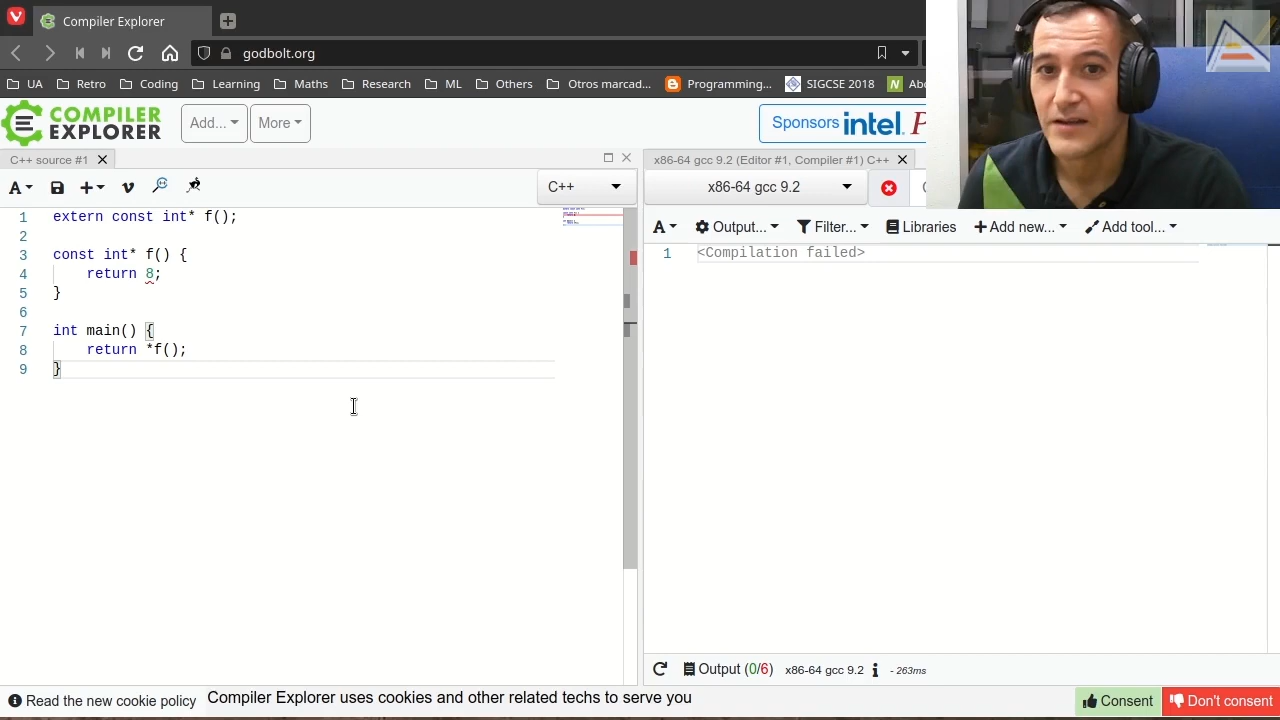 Compiler Explorer
godbolt.org
UA Retro Coding Learning Maths Research ML Others Otros marcad... Programming... SIGCSE 2018
COMPILER
EXPLORER
Add... More Sponsors intel.
C++ source #1 x86-64 gcc 9.2 (Editor #1, Compiler #1) C++
A C++ x86-64 gcc 9.2
A Output... Filter... Libraries Add new... Add tool...
1 extern const int* f();
2
3 const int* f() {
4 return 8;
5 }
6
7 int main() {
8 return *f();
9 }
1 <Compilation failed>
Output (0/6) x86-64 gcc 9.2 - 263ms
Read the new cookie policy Compiler Explorer uses cookies and other related techs to serve you Consent Don't consent